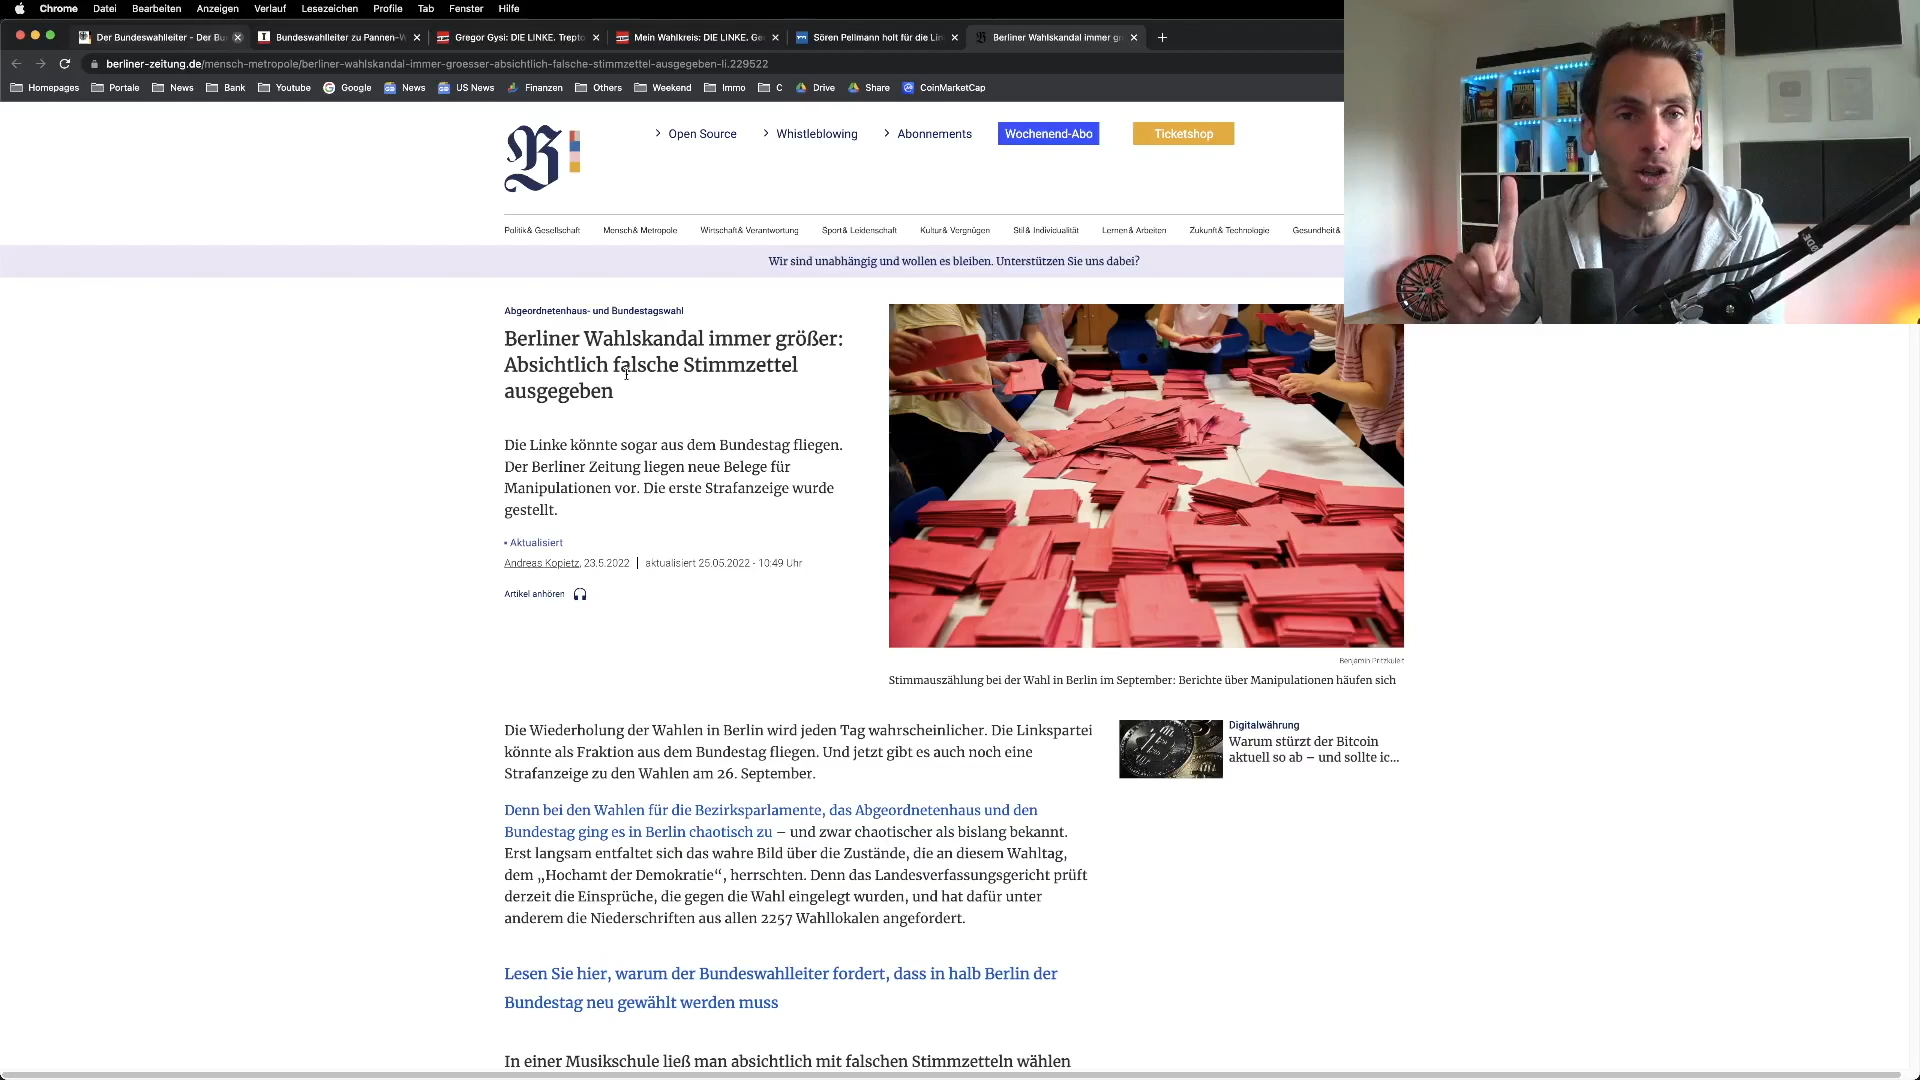 Chrome Datei Bearbeiten Anzeigen Verlauf Lesezeichen Profile Tab Fenster Hilfe
Der Bundeswahlleiter - Der Bu
Bundeswahlleiter zu Pannen-W
Gregor Gysi: DIE LINKE. Trepto
Mein Wahlkreis: DIE LINKE. Ge
Sören Pellmann holt für die Lin
Berliner Wahlskandal immer gr
berliner-zeitung.de/mensch-metropole/berliner-wahlskandal-immer-groesser-absichtlich-falsche-stimmzettel-ausgegeben-li.229522
Homepages Portale News Bank Youtube Google News US News Finanzen Others Weekend Immo C Drive Share CoinMarketCap
B
Open Source Whistleblowing Abonnements Wochenend-Abo Ticketshop
Politik& Gesellschaft Mensch& Metropole Wirtschaft& Verantwortung Sport& Leidenschaft Kultur& Vergnügen Stil& Individualität Lernen& Arbeiten Zukunft& Technologie Gesundheit&
Wir sind unabhängig und wollen es bleiben. Unterstützen Sie uns dabei?
Abgeordnetenhaus- und Bundestagswahl
Berliner Wahlskandal immer größer:
Absichtlich falsche Stimmzettel
ausgegeben
Die Linke könnte sogar aus dem Bundestag fliegen.
Der Berliner Zeitung liegen neue Belege für
Manipulationen vor. Die erste Strafanzeige wurde
gestellt.
Aktualisiert
Andreas Kopietz, 23.5.2022 | aktualisiert 25.05.2022 - 10:49 Uhr
Artikel anhören
Benjamin Pritzkuleit
Stimmauszählung bei der Wahl in Berlin im September: Berichte über Manipulationen häufen sich
Die Wiederholung der Wahlen in Berlin wird jeden Tag wahrscheinlicher. Die Linkspartei
könnte als Fraktion aus dem Bundestag fliegen. Und jetzt gibt es auch noch eine
Strafanzeige zu den Wahlen am 26. September.
Digitalwährung
Warum stürzt der Bitcoin
aktuell so ab – und sollte ic...
Denn bei den Wahlen für die Bezirksparlamente, das Abgeordnetenhaus und den
Bundestag ging es in Berlin chaotisch zu – und zwar chaotischer als bislang bekannt.
Erst langsam entfaltet sich das wahre Bild über die Zustände, die an diesem Wahltag,
dem „Hochamt der Demokratie“, herrschten. Denn das Landesverfassungsgericht prüft
derzeit die Einsprüche, die gegen die Wahl eingelegt wurden, und hat dafür unter
anderem die Niederschriften aus allen 2257 Wahllokalen angefordert.
Lesen Sie hier, warum der Bundeswahlleiter fordert, dass in halb Berlin der
Bundestag neu gewählt werden muss
In einer Musikschule ließ man absichtlich mit falschen Stimmzetteln wählen